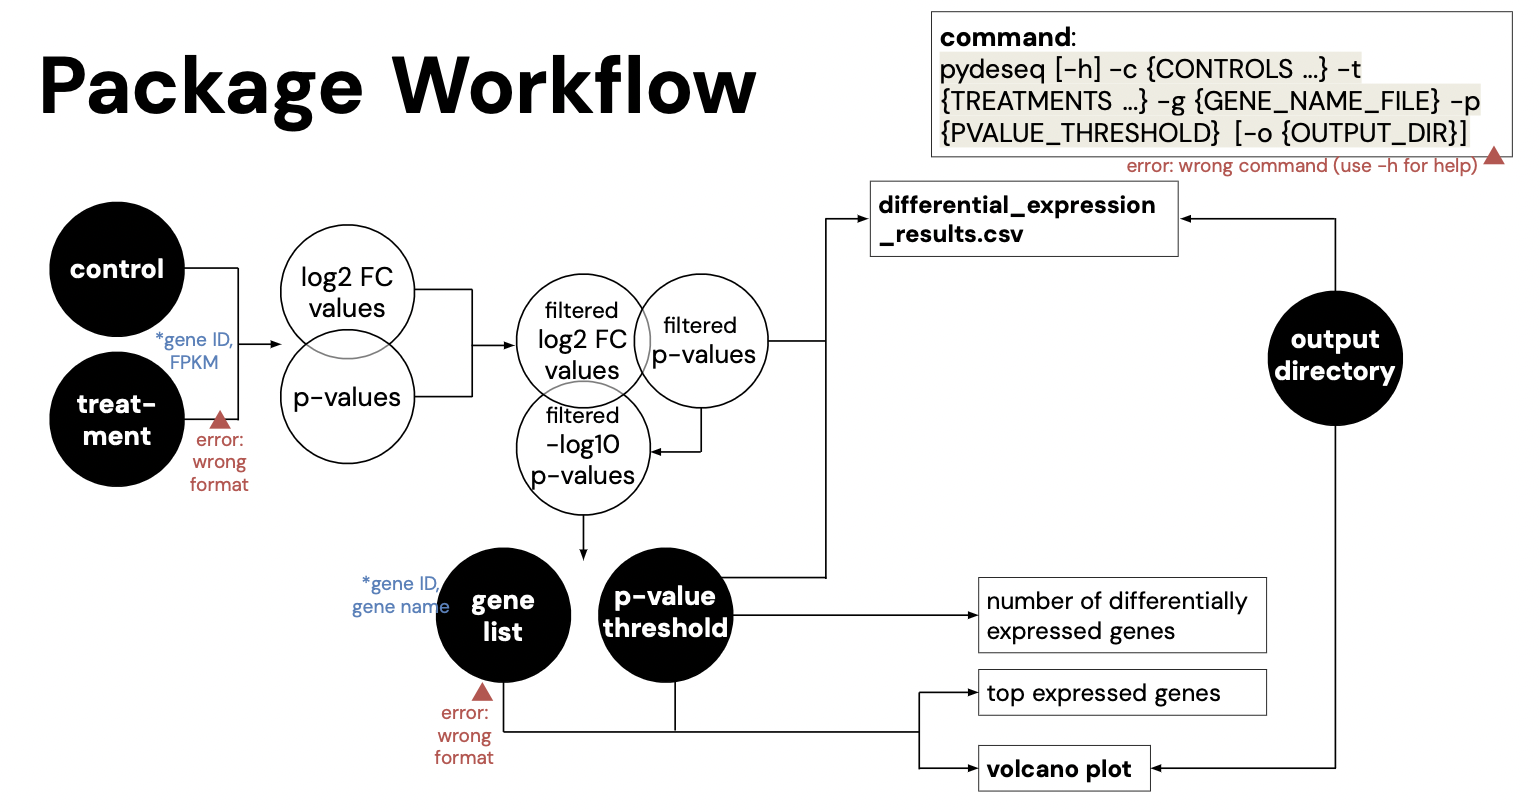 Package Workflow
command:
pydeseq [-h] -c {CONTROLS ...} -t
{TREATMENTS ...} -g {GENE_NAME_FILE} -p
{PVALUE_THRESHOLD} [-o {OUTPUT_DIR}]
error: wrong command (use -h for help)
control
*gene ID,
FPKM
treat-
ment
error:
wrong
format
log2 FC
values
p-values
filtered
log2 FC
values
filtered
p-values
filtered
-log10
p-values
differential_expression
_results.csv
output
directory
*gene ID,
gene name
gene
list
error:
wrong
format
p-value
threshold
number of differentially
expressed genes
top expressed genes
volcano plot